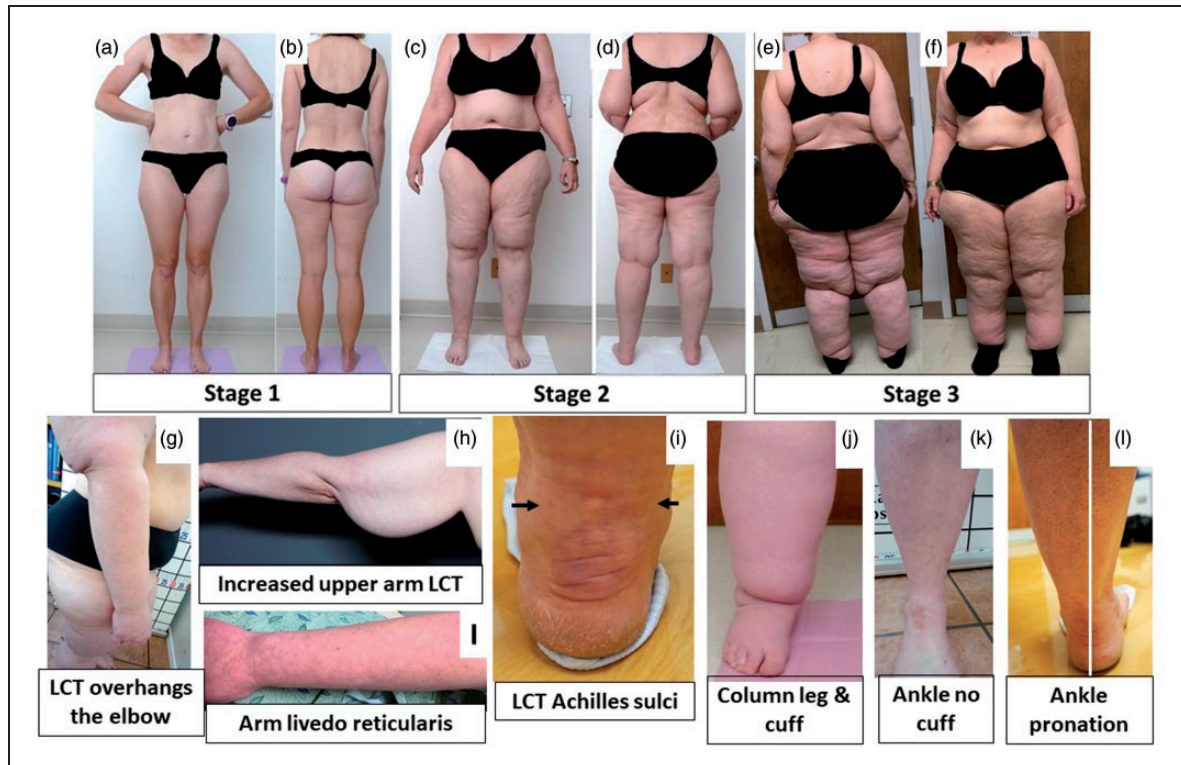 (a)
(b)
(c)
(d)
(e)
(f)
Stage 1
Stage 2
Stage 3
(g)
(h)
(i)
(j)
(k)
(l)
Increased upper arm LCT
I
LCT overhangs
the elbow
Arm livedo reticularis
LCT Achilles sulci
Column leg &
cuff
Ankle no
cuff
Ankle
pronation